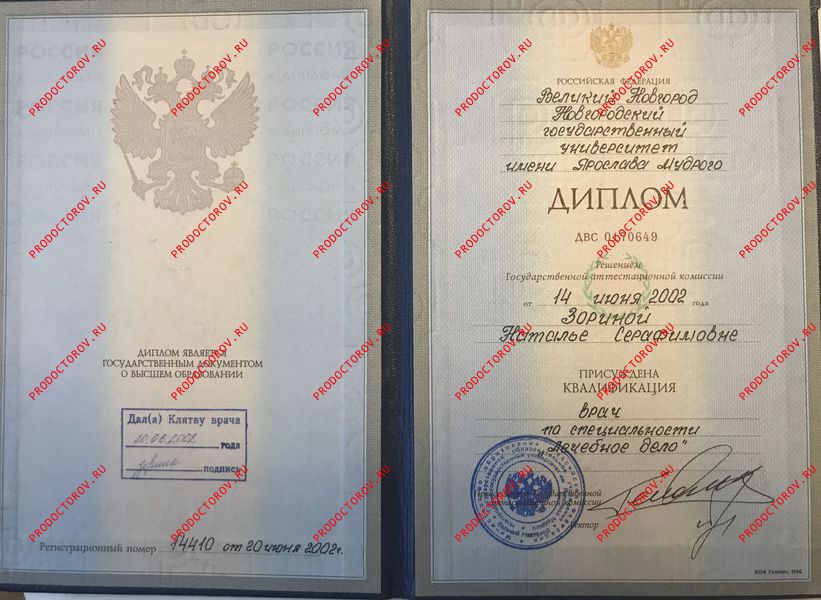 ДИПЛОМ ЯВЛЯЕТСЯ
ГОСУДАРСТВЕННЫМ ДОКУМЕНТОМ
О ВЫСШЕМ ОБРАЗОВАНИИ
Дал(а) Клятву врача
20.06.2002 года
подпись
Регистрационный номер 14410 от 20 июня 2002г.
РОССИЙСКАЯ ФЕДЕРАЦИЯ
Великий Новгород
Новгородский
государственный
университет
имени Ярослава Мудрого
ДИПЛОМ
ДВС 0170649
Решением
Государственной аттестационной комиссии
от 14 июня 2002 года
Зориной
Наталье Серафимовне
ПРИСУЖДЕНА
КВАЛИФИКАЦИЯ
врач
по специальности
"Лечебное дело"
PRODOCTOROV.RU